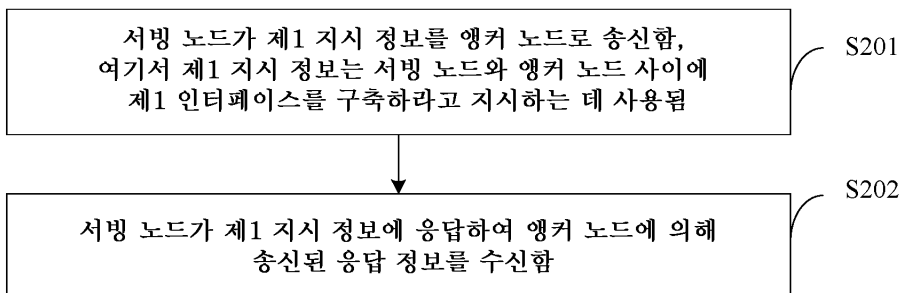 서빙 노드가 제1 지시 정보를 앵커 노드로 송신함,
여기서 제1 지시 정보는 서빙 노드와 앵커 노드 사이에
제1 인터페이스를 구축하라고 지시하는 데 사용됨
S201
서빙 노드가 제1 지시 정보에 응답하여 앵커 노드에 의해
송신된 응답 정보를 수신함
S202